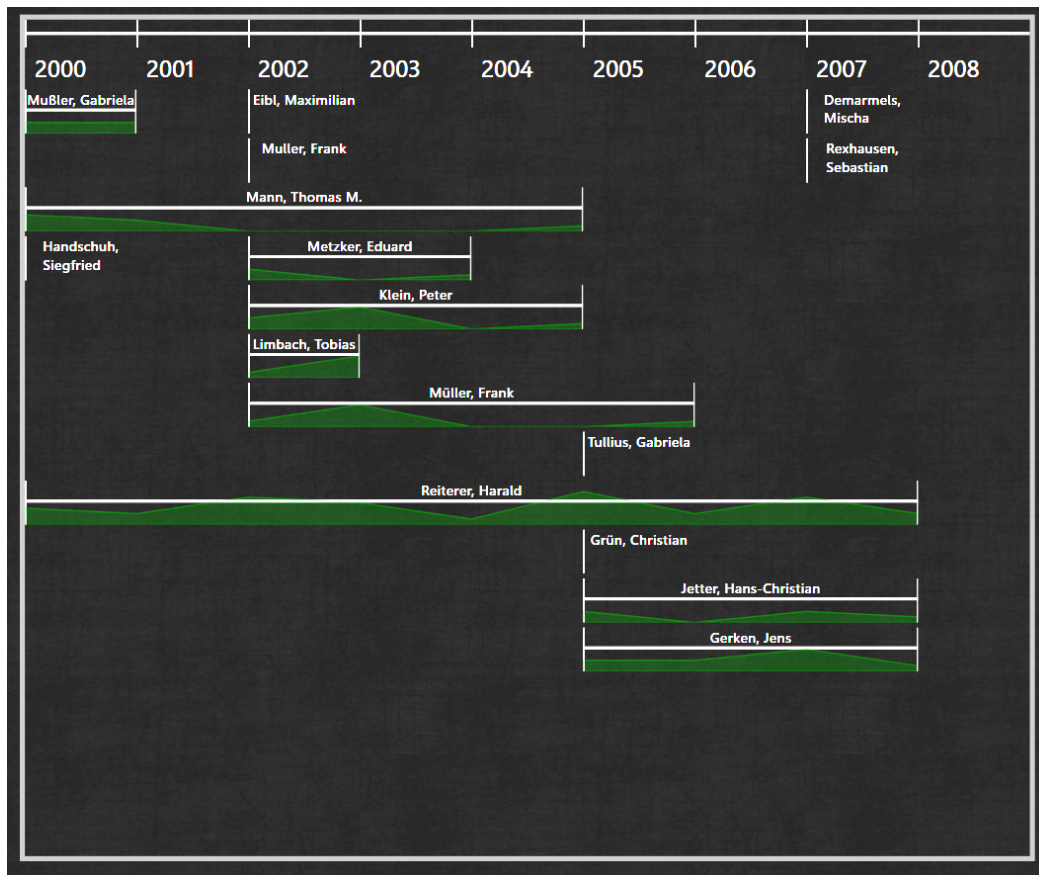 2000 2001 2002 2003 2004 2005 2006 2007 2008
Mußler, Gabriela
Eibl, Maximilian
Demarmels,
Mischa
Muller, Frank
Rexhausen,
Sebastian
Mann, Thomas M.
Handschuh,
Siegfried
Metzker, Eduard
Klein, Peter
Limbach, Tobias
Müller, Frank
Tullius, Gabriela
Reiterer, Harald
Grün, Christian
Jetter, Hans-Christian
Gerken, Jens